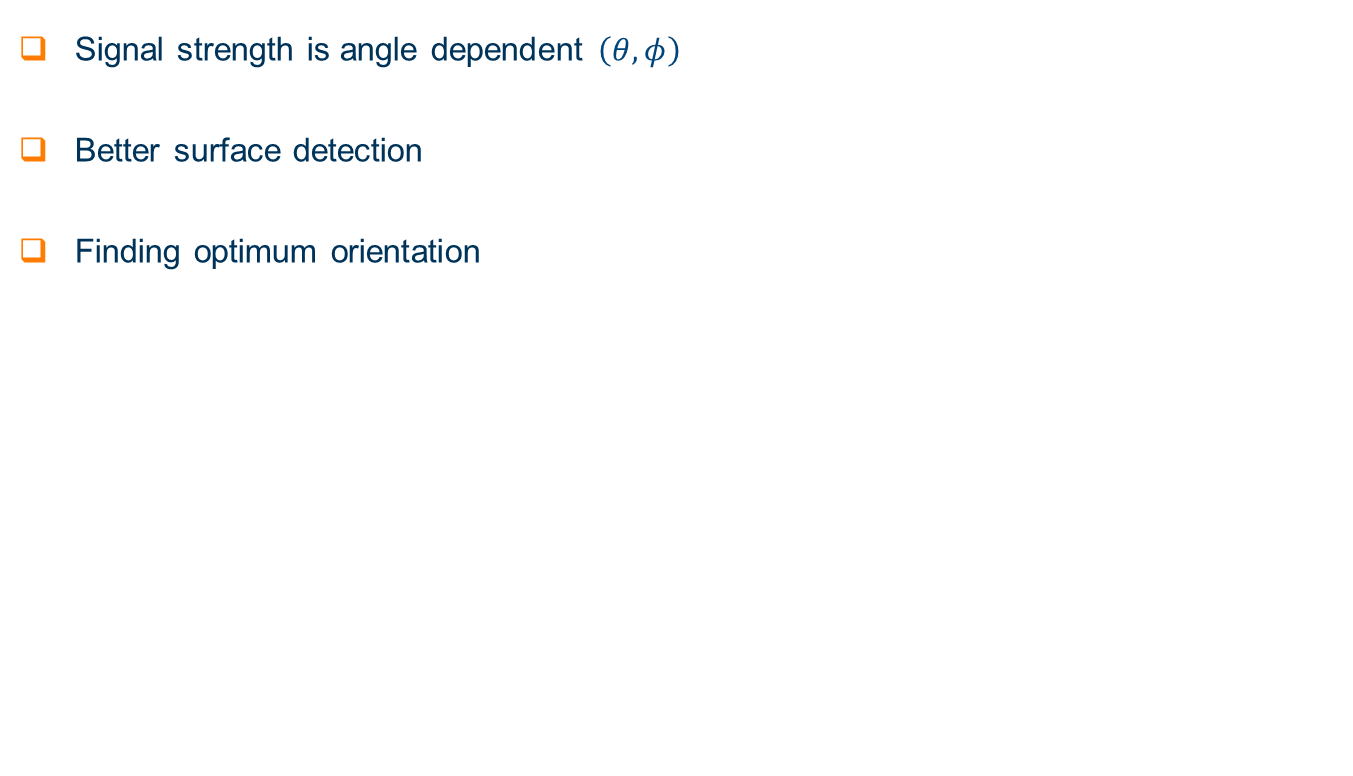 ❑ Signal strength is angle dependent (θ, ϕ)
❑ Better surface detection
❑ Finding optimum orientation